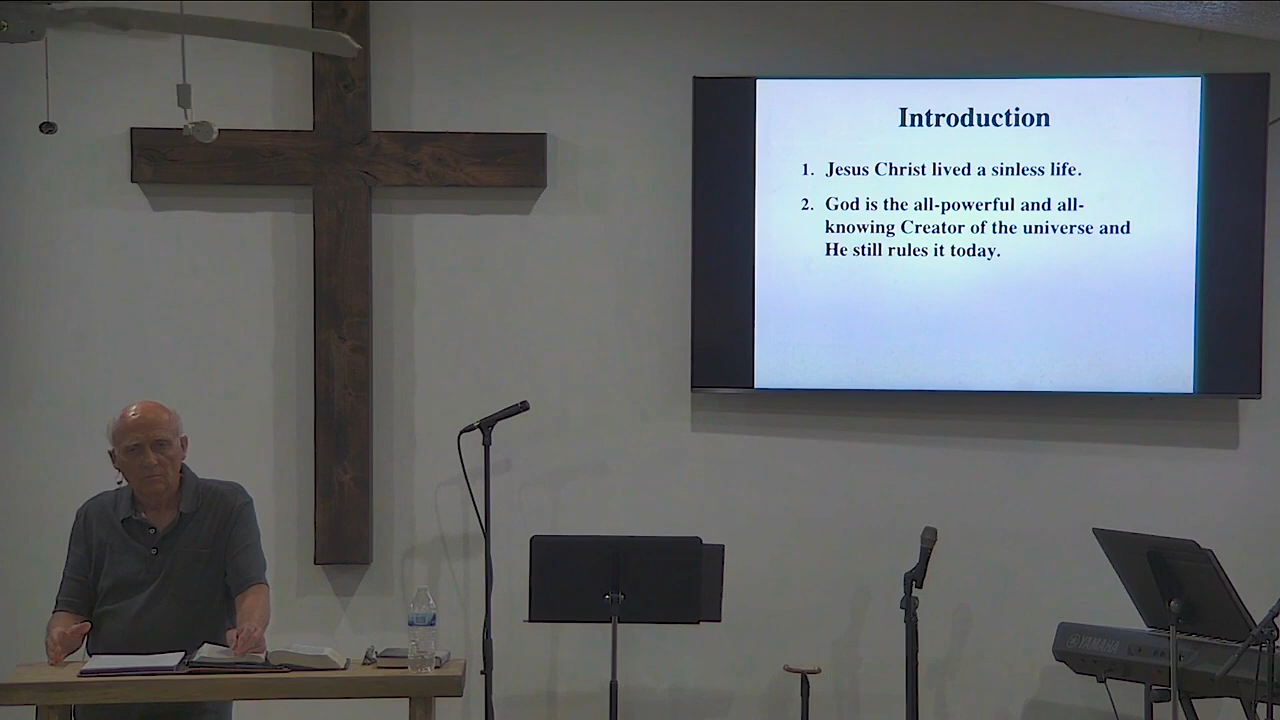 Introduction
1. Jesus Christ lived a sinless life.
2. God is the all-powerful and all-
knowing Creator of the universe and
He still rules it today.
YAMAHA